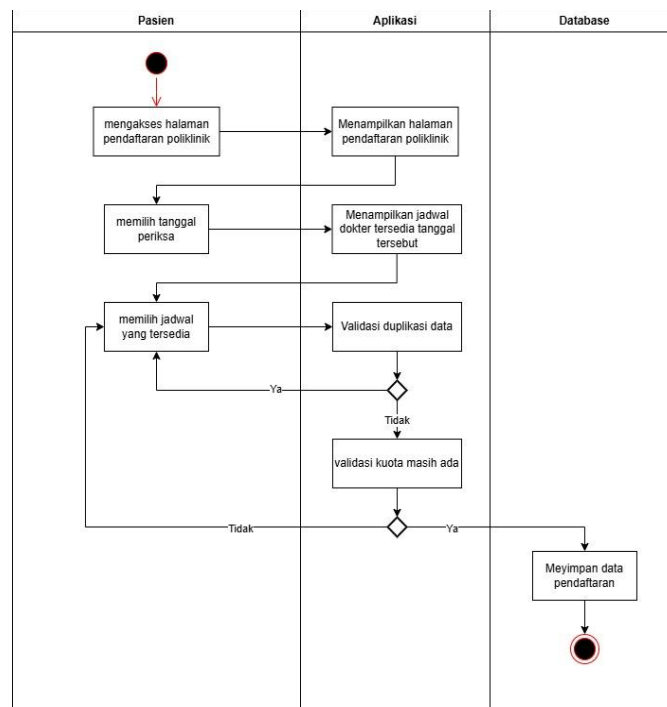 Pasien
Aplikasi
Database
mengakses halaman
pendaftaran poliklinik
Menampilkan halaman
pendaftaran poliklinik
memilih tanggal
periksa
Menampilkan jadwal
dokter tersedia tanggal
tersebut
memilih jadwal
yang tersedia
Validasi duplikasi data
Ya
Tidak
validasi kuota masih ada
Tidak
Ya
Meyimpan data
pendaftaran